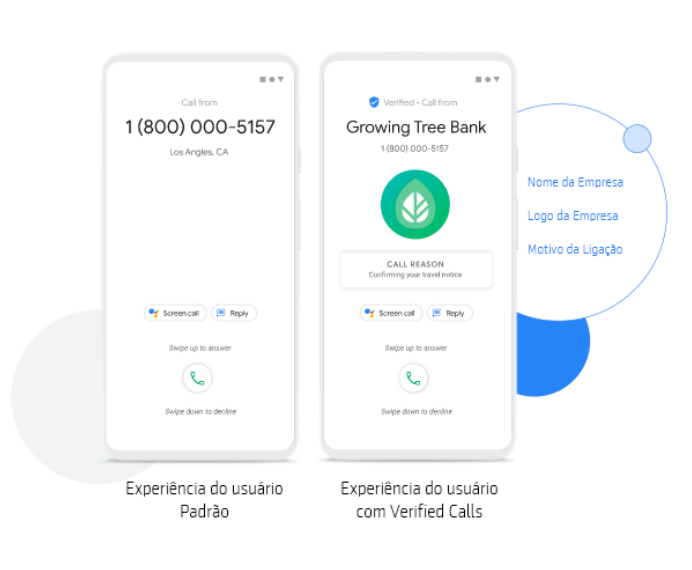 Call from
1 (800) 000-5157
Los Angles, CA
Screen call
Reply
Swipe up to answer
Swipe down to decline
Experiência do usuário
Padrão
Verified • Call from
Growing Tree Bank
1 (800) 000-5157
CALL REASON
Confirming your travel notice
Screen call
Reply
Swipe up to answer
Swipe down to decline
Experiência do usuário
com Verified Calls
Nome da Empresa
Logo da Empresa
Motivo da Ligação